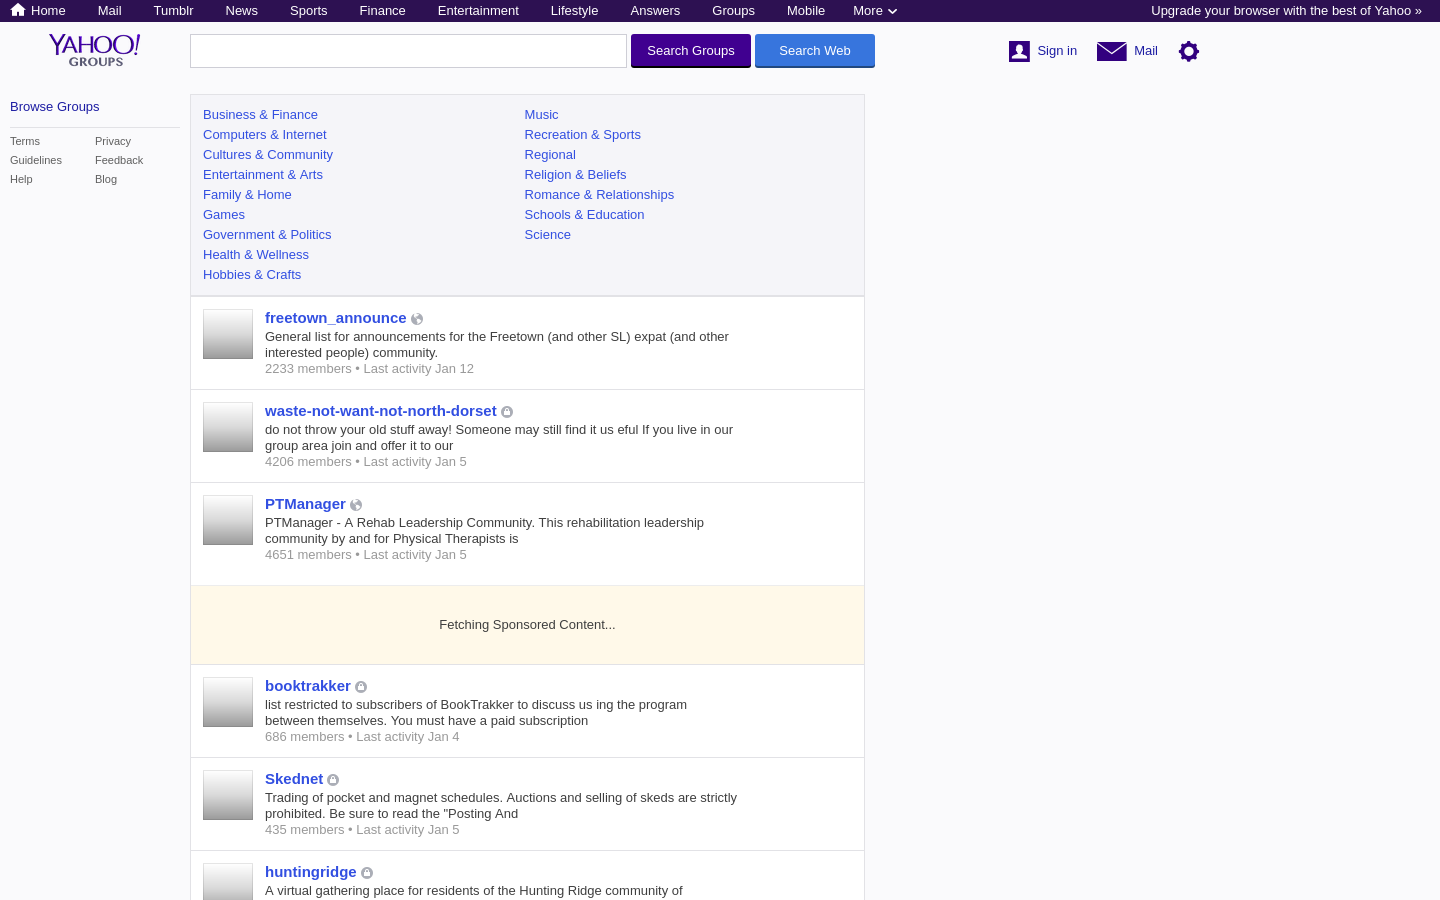 Home Mail Tumblr News Sports Finance Entertainment Lifestyle Answers Groups Mobile More Upgrade your browser with the best of Yahoo »
YAHOO!
GROUPS
Search Groups Search Web Sign in Mail
Browse Groups
Terms Privacy
Guidelines Feedback
Help Blog
Business & Finance
Computers & Internet
Cultures & Community
Entertainment & Arts
Family & Home
Games
Government & Politics
Health & Wellness
Hobbies & Crafts
Music
Recreation & Sports
Regional
Religion & Beliefs
Romance & Relationships
Schools & Education
Science
freetown_announce
General list for announcements for the Freetown (and other SL) expat (and other
interested people) community.
2233 members • Last activity Jan 12
waste-not-want-not-north-dorset
do not throw your old stuff away! Someone may still find it us eful If you live in our
group area join and offer it to our
4206 members • Last activity Jan 5
PTManager
PTManager - A Rehab Leadership Community. This rehabilitation leadership
community by and for Physical Therapists is
4651 members • Last activity Jan 5
Fetching Sponsored Content...
booktrakker
list restricted to subscribers of BookTrakker to discuss us ing the program
between themselves. You must have a paid subscription
686 members • Last activity Jan 4
Skednet
Trading of pocket and magnet schedules. Auctions and selling of skeds are strictly
prohibited. Be sure to read the "Posting And
435 members • Last activity Jan 5
huntingridge
A virtual gathering place for residents of the Hunting Ridge community of